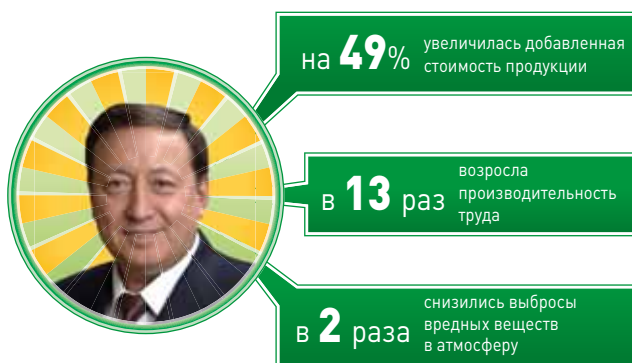 на 49% увеличилась добавленная
стоимость продукции
в 13 раз возросла
производительность
труда
в 2 раза снизились выбросы
вредных веществ
в атмосферу